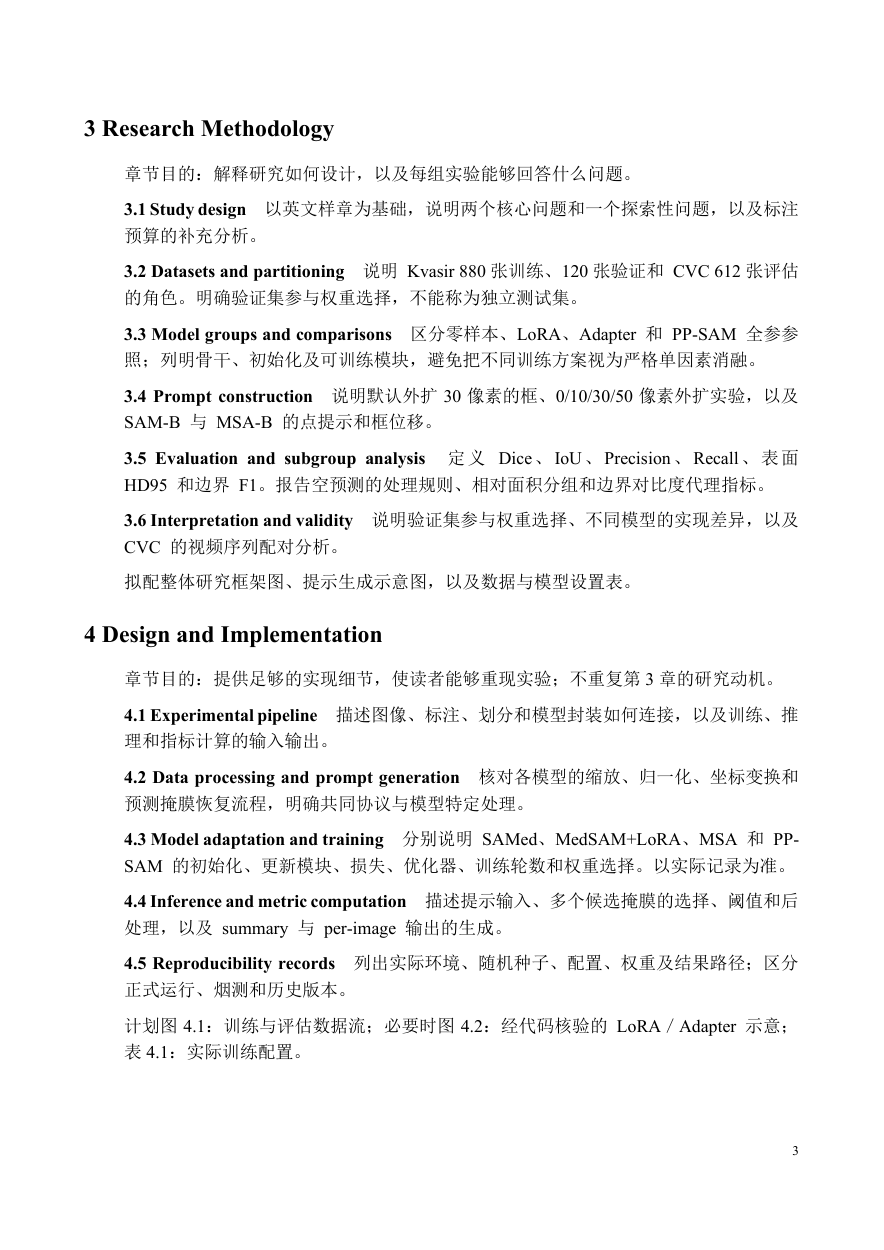 3 Research Methodology
章节目的：解释研究如何设计，以及每组实验能够回答什么问题。
3.1 Study design 以英文样章为基础，说明两个核心问题和一个探索性问题，以及标注
预算的补充分析。
3.2 Datasets and partitioning 说明 Kvasir 880 张训练、120 张验证和 CVC 612 张评估
的角色。明确验证集参与权重选择，不能称为独立测试集。
3.3 Model groups and comparisons 区分零样本、LoRA、Adapter 和 PP-SAM 全参参
照；列明骨干、初始化及可训练模块，避免把不同训练方案视为严格单因素消融。
3.4 Prompt construction 说明默认外扩 30 像素的框、0/10/30/50 像素外扩实验，以及
SAM-B 与 MSA-B 的点提示和框位移。
3.5 Evaluation and subgroup analysis 定义 Dice、IoU、Precision、Recall、表面
HD95 和边界 F1。报告空预测的处理规则、相对面积分组和边界对比度代理指标。
3.6 Interpretation and validity 说明验证集参与权重选择、不同模型的实现差异，以及
CVC 的视频序列配对分析。
拟配整体研究框架图、提示生成示意图，以及数据与模型设置表。
4 Design and Implementation
章节目的：提供足够的实现细节，使读者能够重现实验；不重复第 3 章的研究动机。
4.1 Experimental pipeline 描述图像、标注、划分和模型封装如何连接，以及训练、推
理和指标计算的输入输出。
4.2 Data processing and prompt generation 核对各模型的缩放、归一化、坐标变换和
预测掩膜恢复流程，明确共同协议与模型特定处理。
4.3 Model adaptation and training 分别说明 SAMed、MedSAM+LoRA、MSA 和 PP-
SAM 的初始化、更新模块、损失、优化器、训练轮数和权重选择。以实际记录为准。
4.4 Inference and metric computation 描述提示输入、多个候选掩膜的选择、阈值和后
处理，以及 summary 与 per-image 输出的生成。
4.5 Reproducibility records 列出实际环境、随机种子、配置、权重及结果路径；区分
正式运行、烟测和历史版本。
计划图 4.1：训练与评估数据流；必要时图 4.2：经代码核验的 LoRA／Adapter 示意；
表 4.1：实际训练配置。
3